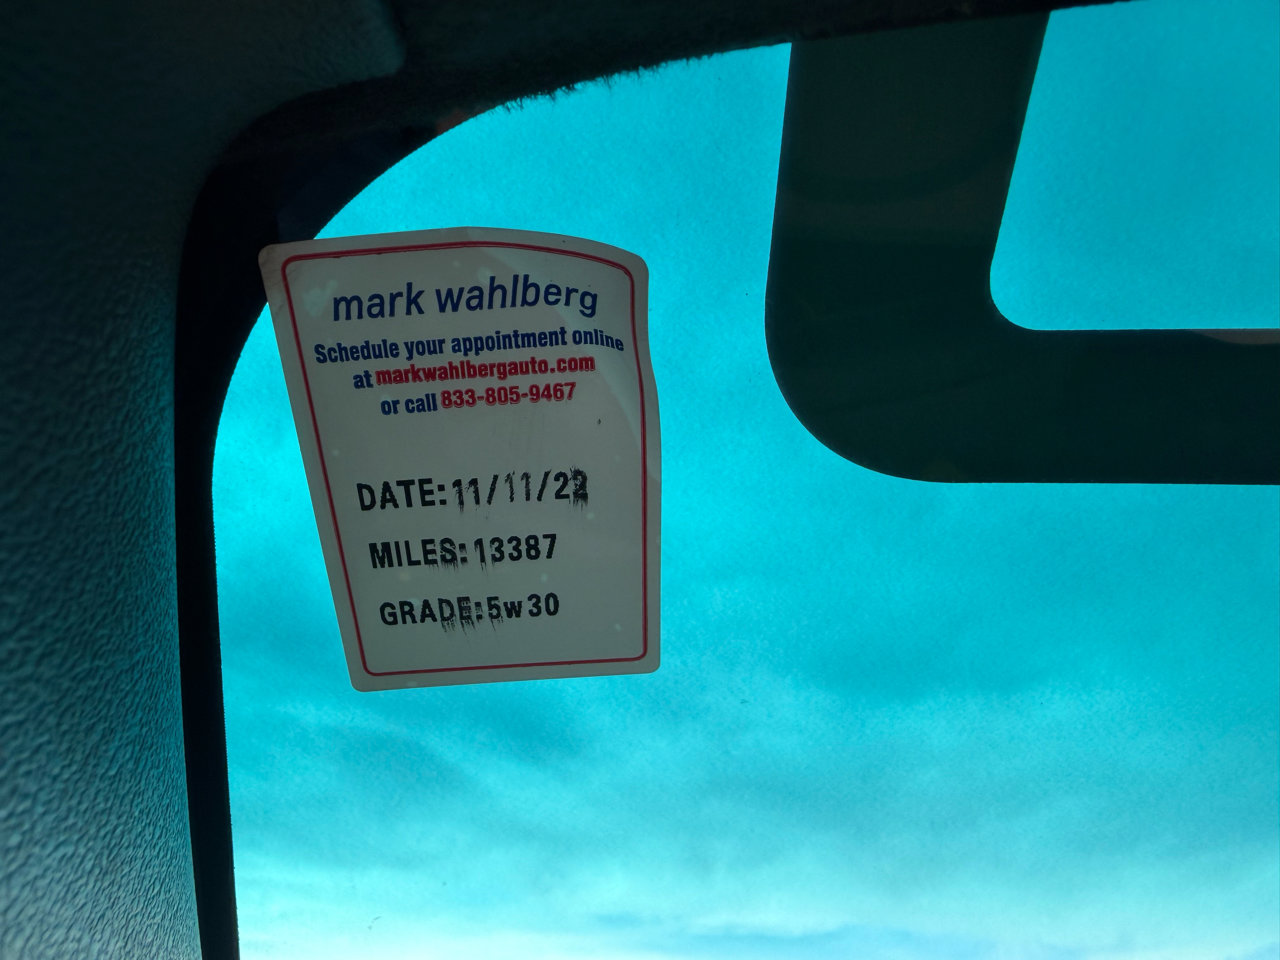 mark wahlberg
Schedule your appointment online
at markwahlbergauto.com
or call 833-805-9467
DATE:11/11/22
MILES:13387
GRADE:5w30